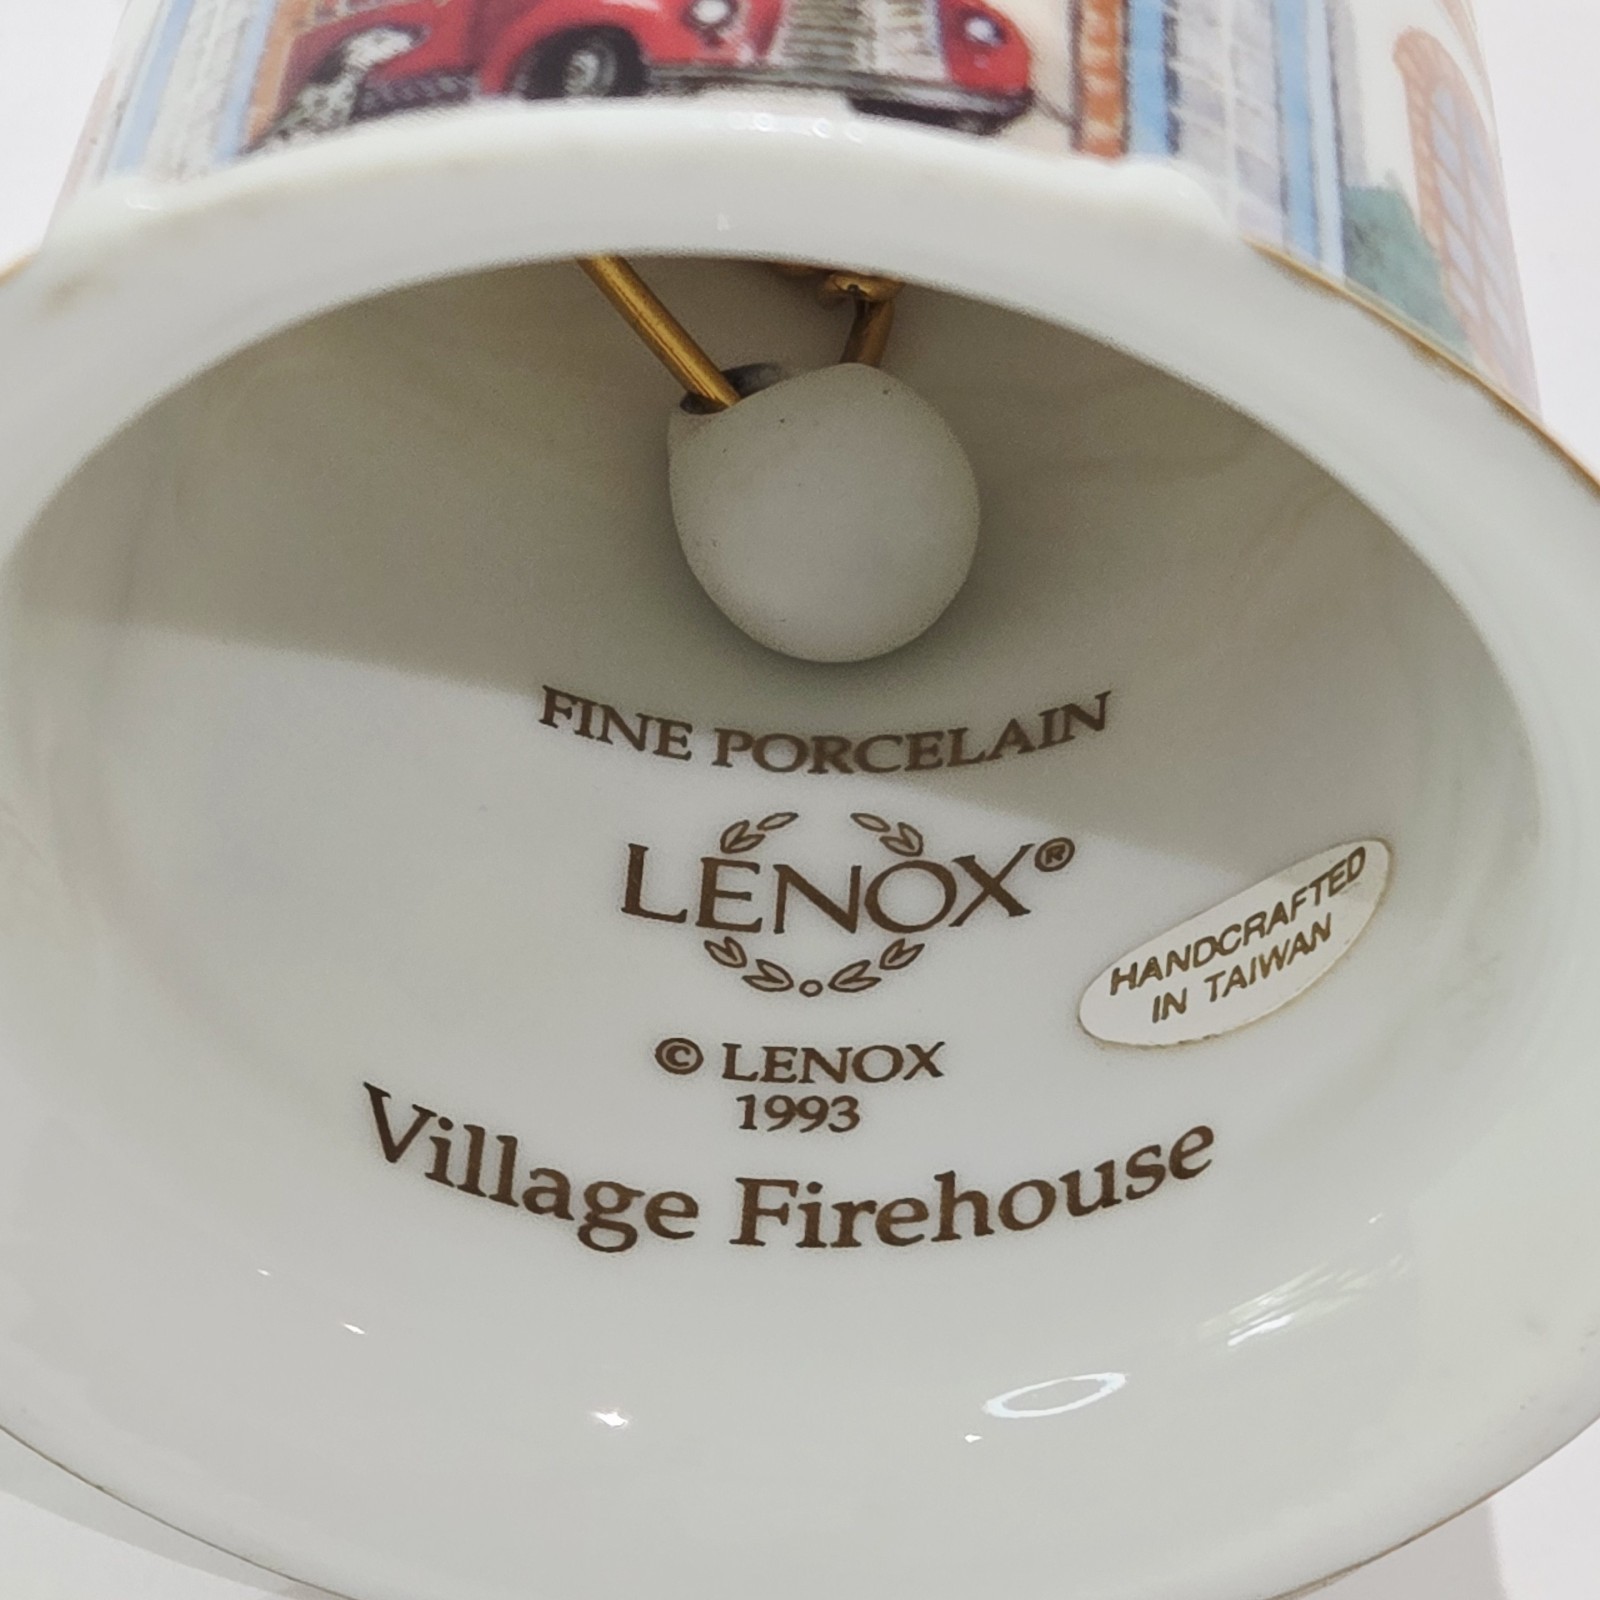 FINE PORCELAIN
LENOX®
© LENOX
1993
Village Firehouse
HANDCRAFTED
IN TAIWAN